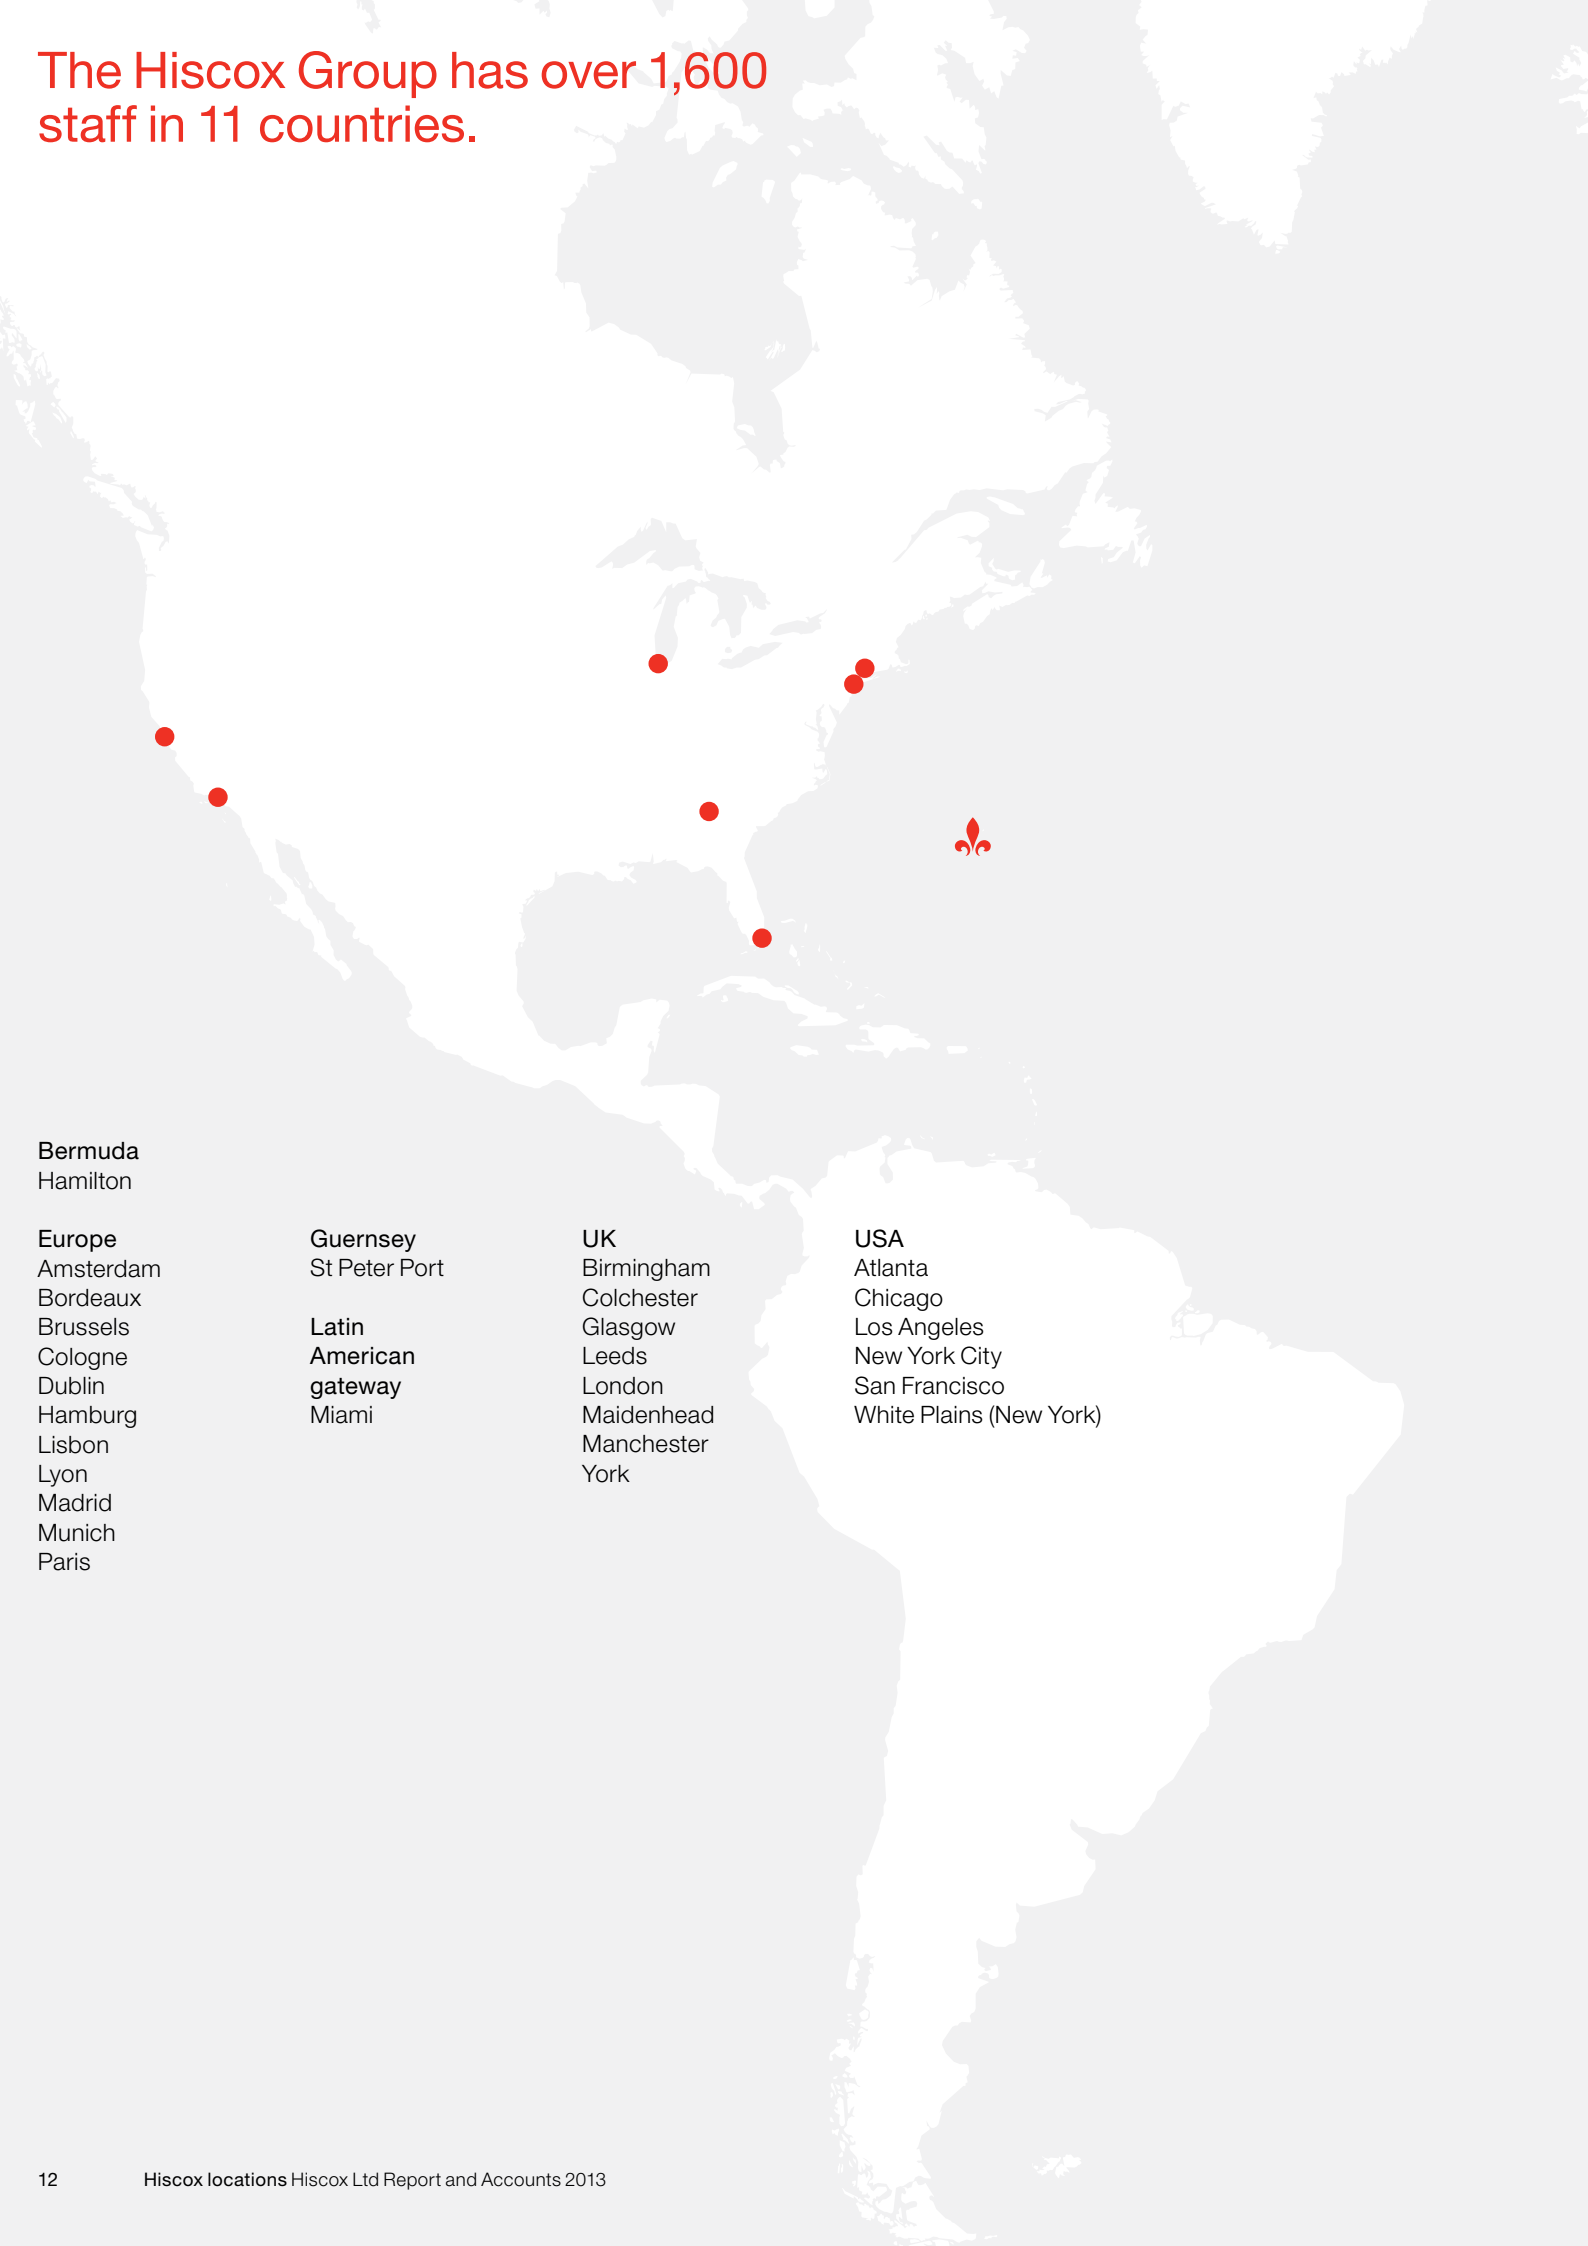 The Hiscox Group has over 1,600
staff in 11 countries.
Bermuda
Hamilton
Europe
Amsterdam
Bordeaux
Brussels
Cologne
Dublin
Hamburg
Lisbon
Lyon
Madrid
Munich
Paris
Guernsey
St Peter Port
Latin
American
gateway
Miami
UK
Birmingham
Colchester
Glasgow
Leeds
London
Maidenhead
Manchester
York
USA
Atlanta
Chicago
Los Angeles
New York City
San Francisco
White Plains (New York)
12 Hiscox locations Hiscox Ltd Report and Accounts 2013